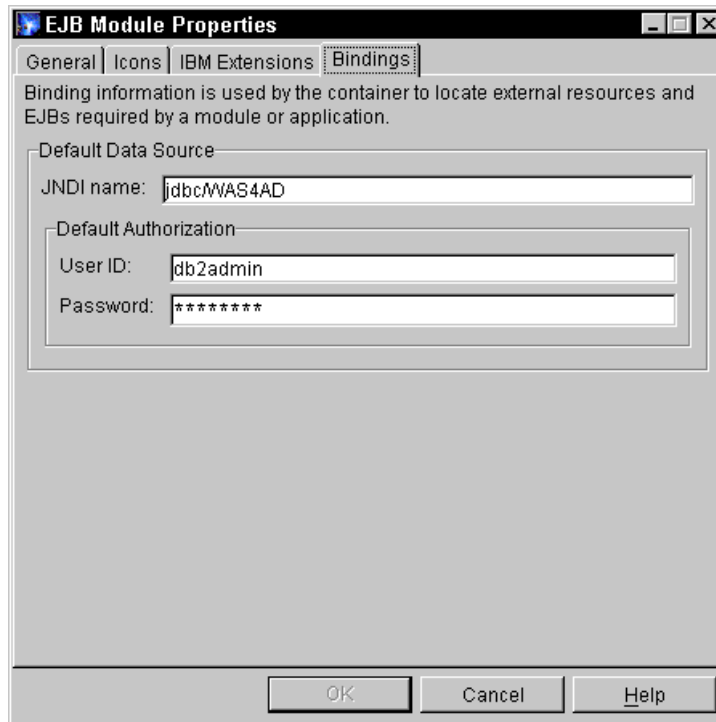 EJB Module Properties
General Icons IBM Extensions Bindings
Binding information is used by the container to locate external resources and
EJBs required by a module or application.
Default Data Source
JNDI name: jdbc/WAS4AD
Default Authorization
User ID: db2admin
Password: ********
OK Cancel Help